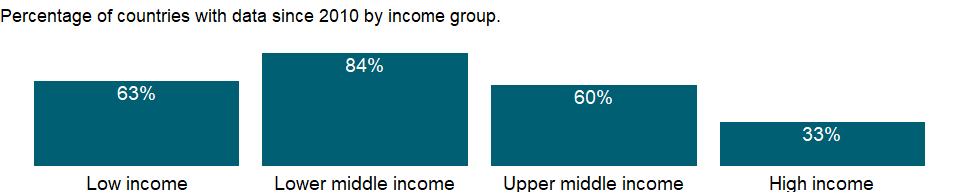 Percentage of countries with data since 2010 by income group.
63%
84%
60%
33%
Low income
Lower middle income
Upper middle income
High income